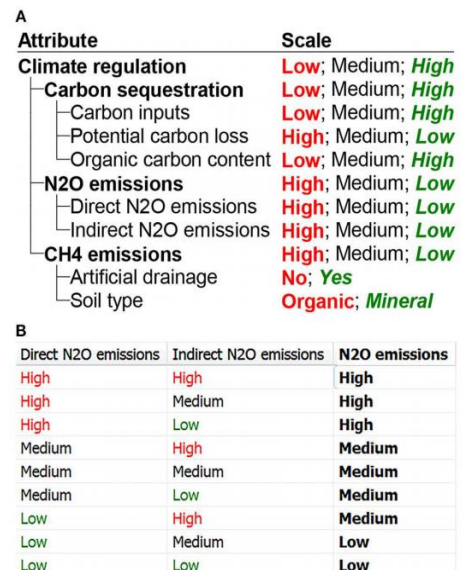 A
Attribute Scale
Climate regulation Low; Medium; High
Carbon sequestration Low; Medium; High
Carbon inputs Low; Medium; High
Potential carbon loss High; Medium; Low
Organic carbon content Low; Medium; High
N2O emissions High; Medium; Low
Direct N2O emissions High; Medium; Low
Indirect N2O emissions High; Medium; Low
CH4 emissions High; Medium; Low
Artificial drainage No; Yes
Soil type Organic; Mineral
B
Direct N2O emissions Indirect N2O emissions N2O emissions
High High High
High Medium High
High Low High
Medium High Medium
Medium Medium Medium
Medium Low Medium
Low High Medium
Low Medium Low
Low Low Low